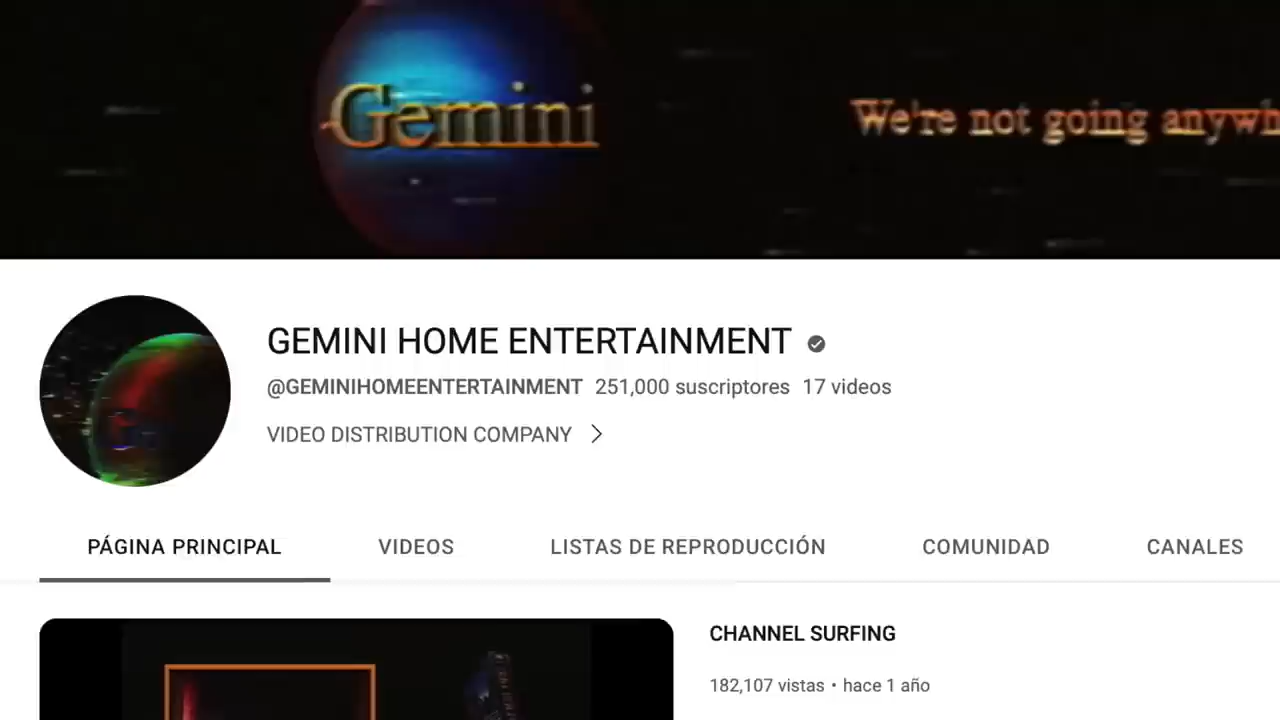 Gemini
We're not going anywh
GEMINI HOME ENTERTAINMENT
@GEMINIHOMEENTERTAINMENT 251,000 suscriptores 17 videos
VIDEO DISTRIBUTION COMPANY
PÁGINA PRINCIPAL VIDEOS LISTAS DE REPRODUCCIÓN COMUNIDAD CANALES
CHANNEL SURFING
182,107 vistas • hace 1 año